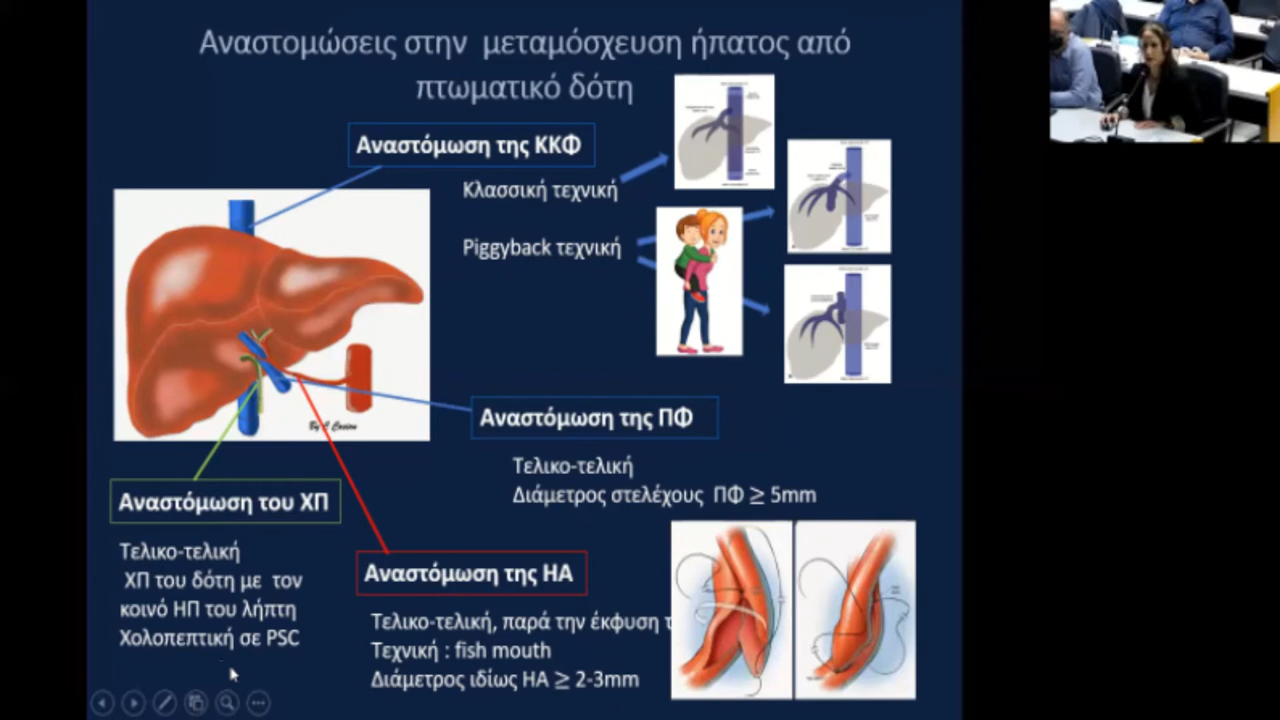 Αναστομώσεις στην μεταμόσχευση ήπατος από
πτωματικό δότη
Αναστόμωση της ΚΚΦ
Κλασσική τεχνική
Piggyback τεχνική
Αναστόμωση της ΠΦ
Τελικο-τελική
Διάμετρος στελέχους ΠΦ ≥ 5mm
Αναστόμωση του ΧΠ
Τελικο-τελική
ΧΠ του δότη με τον
κοινό ΗΠ του λήπτη
Χολοπεπτική σε PSC
Αναστόμωση της ΗΑ
Τελικο-τελική, παρά την έκφυση
Τεχνική : fish mouth
Διάμετρος ιδίως ΗΑ ≥ 2-3mm